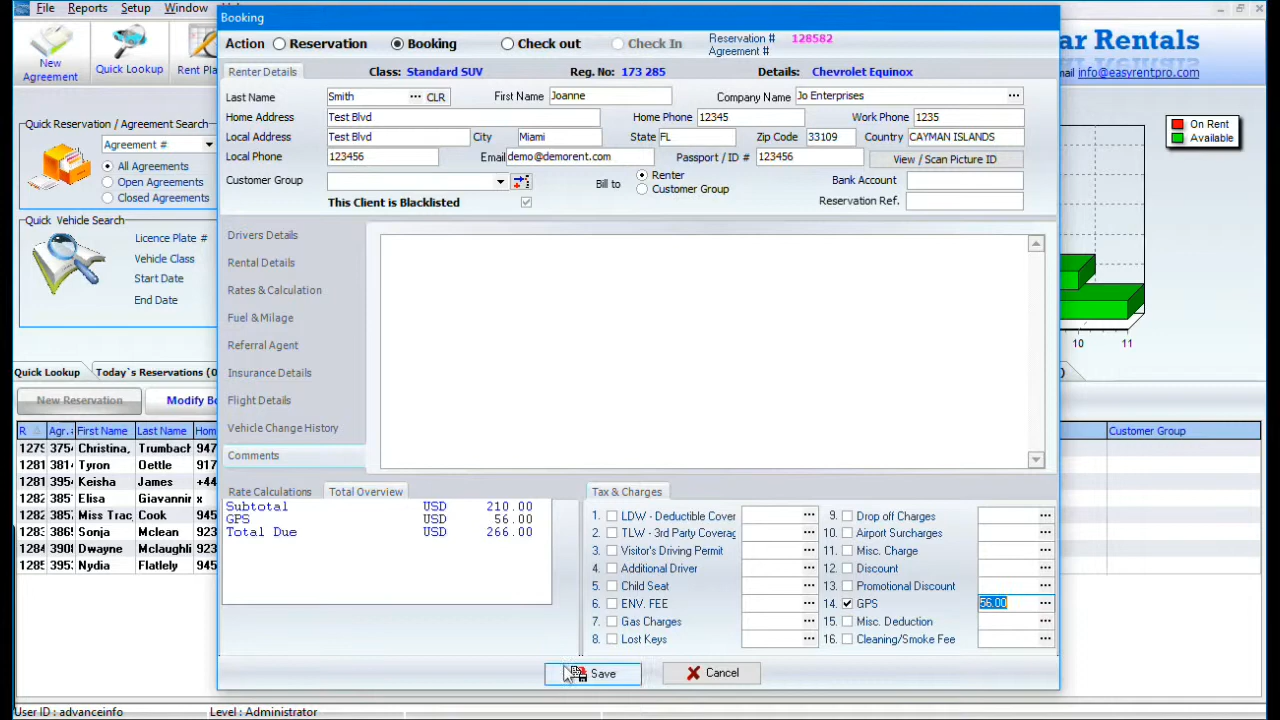 File Reports Setup Window
Booking
Action Reservation Booking Check out Check In
Reservation # 128582
Agreement #
New Agreement
Quick Lookup
Rent Pla
ar Rentals
ail info@easyrentpro.com
Renter Details Class: Standard SUV Reg. No: 173 285 Details: Chevrolet Equinox
Last Name Smith ... CLR First Name Joanne Company Name Jo Enterprises ...
Home Address Test Blvd Home Phone 12345 Work Phone 1235
Local Address Test Blvd City Miami State FL Zip Code 33109 Country CAYMAN ISLANDS
Local Phone 123456 Email demo@demorent.com Passport / ID # 123456 View / Scan Picture ID
Customer Group Bill to Renter Customer Group Bank Account
This Client is Blacklisted Reservation Ref.
Quick Reservation / Agreement Search
Agreement #
All Agreements
Open Agreements
Closed Agreements
Quick Vehicle Search
Licence Plate #
Vehicle Class
Start Date
End Date
On Rent
Available
10 11
Drivers Details
Rental Details
Rates & Calculation
Fuel & Milage
Referral Agent
Insurance Details
Flight Details
Vehicle Change History
Comments
Quick Lookup Today`s Reservations (0 )
New Reservation Modify Bo
R Agr. First Name Last Name Hom Customer Group
1279 3754 Christina, Trumbach 947
1281 3814 Tyron Oettle 917
1281 3954 Keisha James +44
1282 3658 Elisa Giavannir x
1282 Miss Trac Cook 945
1282 3865 Sonja Mclean 923
1284 3908 Dwayne Mclaughli 923
1285 3953 Nydia Flatlely 945
Rate Calculations Total Overview
Subtotal USD 210.00
GPS USD 56.00
Total Due USD 266.00
Tax & Charges
1. LDW - Deductible Cover ... 9. Drop off Charges ...
2. TLW - 3rd Party Coverag ... 10. Airport Surcharges ...
3. Visitor's Driving Permit ... 11. Misc. Charge ...
4. Additional Driver ... 12. Discount ...
5. Child Seat ... 13. Promotional Discount ...
6. ENV. FEE ... 14. GPS 56.00 ...
7. Gas Charges ... 15. Misc. Deduction ...
8. Lost Keys ... 16. Cleaning/Smoke Fee ...
Save Cancel
User ID : advanceinfo Level : Administrator